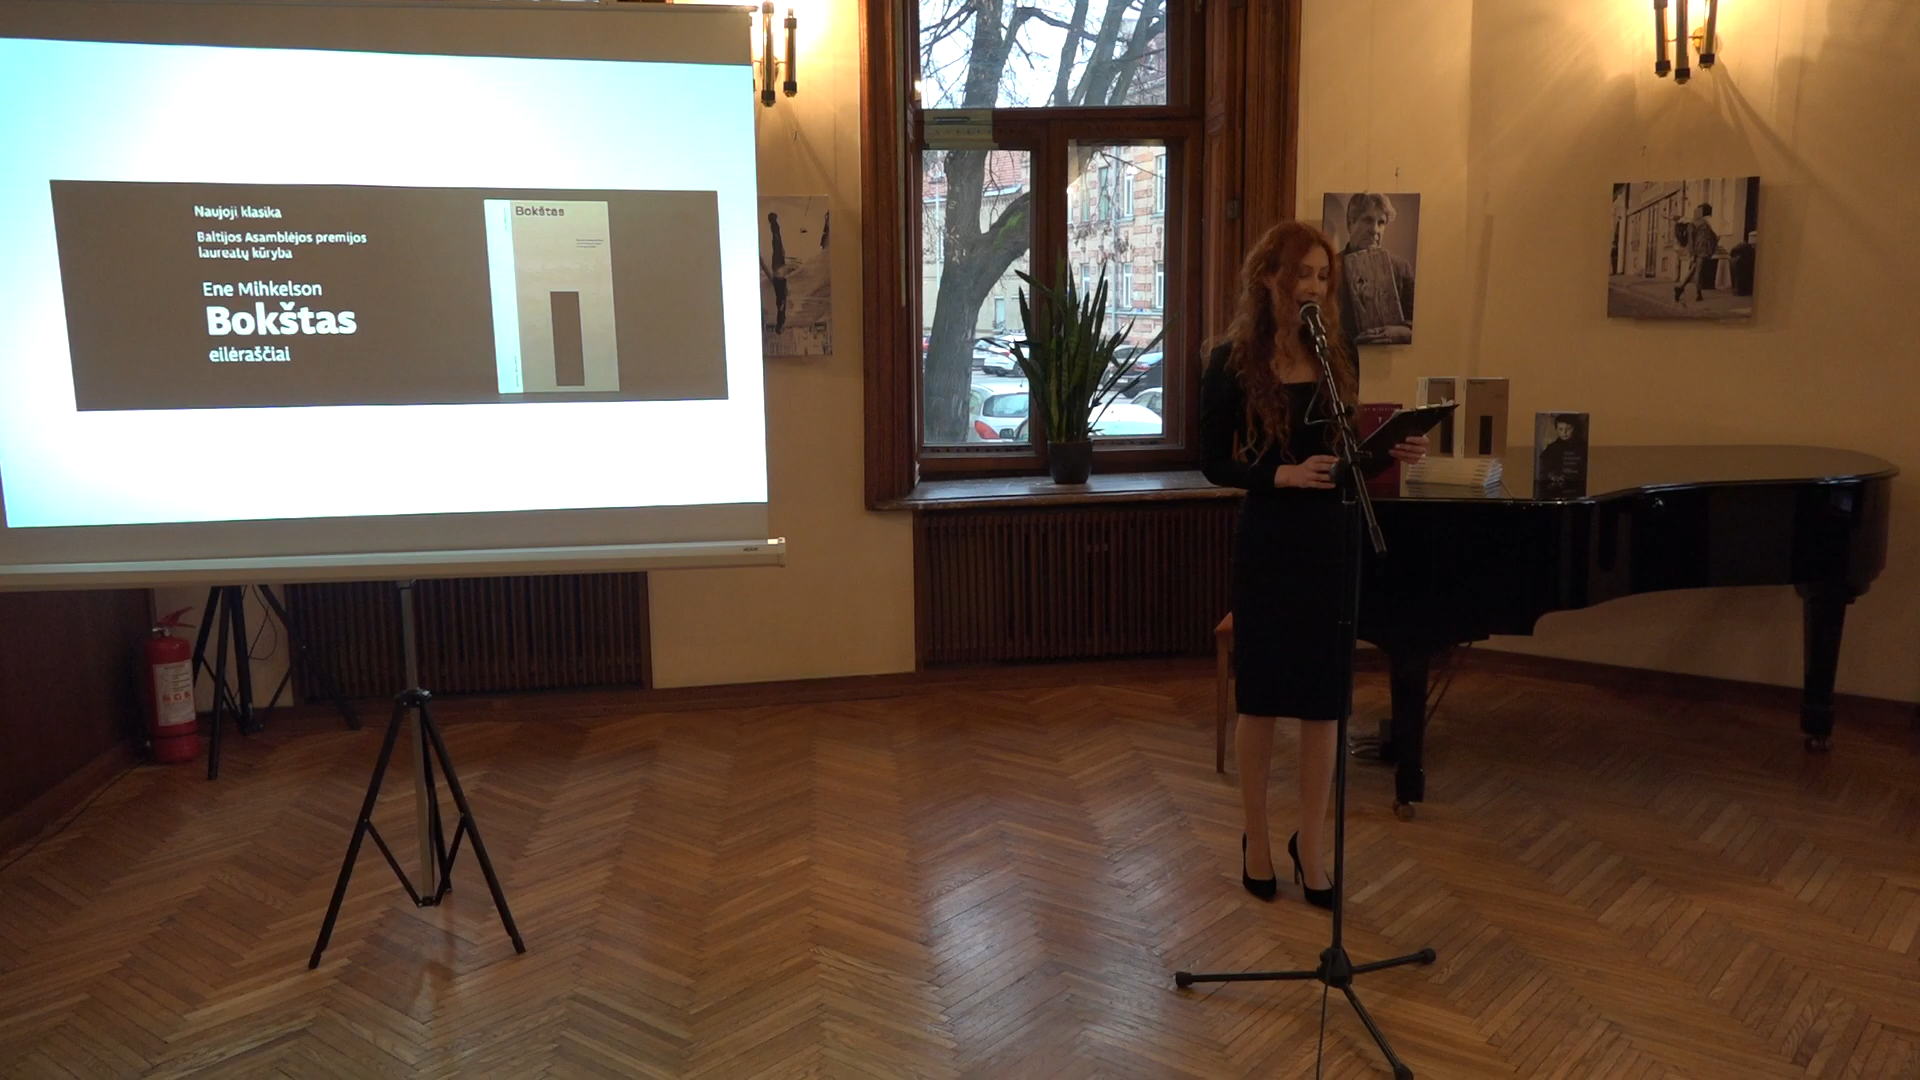 Naujoji klasika
Baltijos Asamblėjos premijos
laureatų kūryba
Ene Mihkelson
Bokštas
eilėraščiai
Bokštas